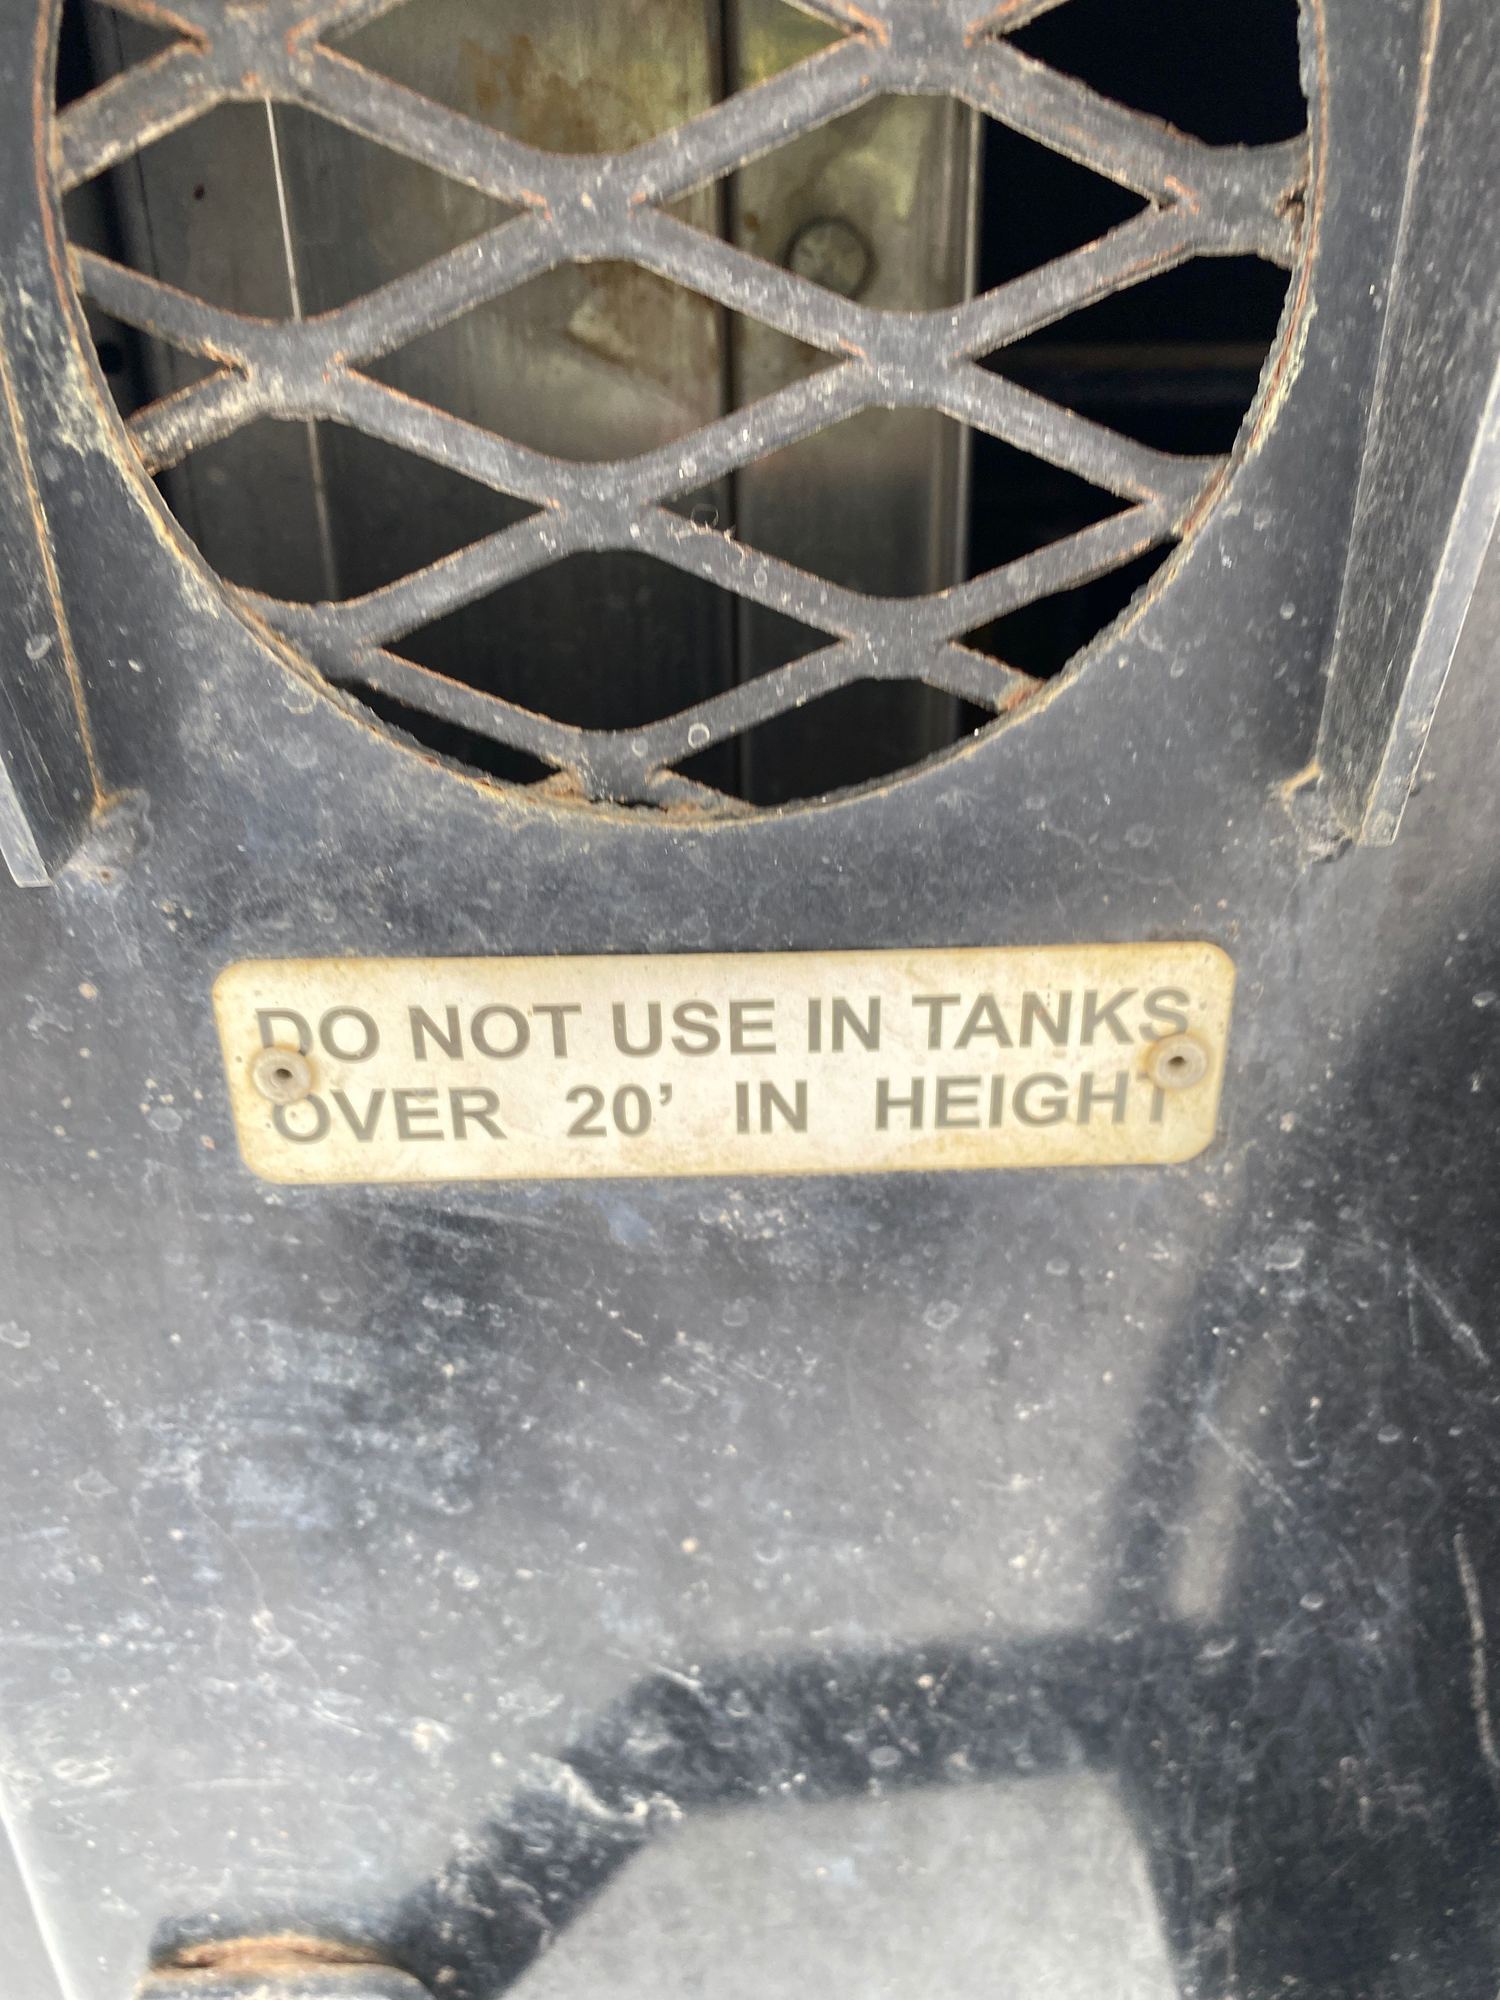 DO NOT USE IN TANKS
OVER 20' IN HEIGHT